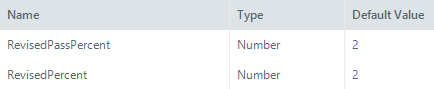 Name Type Default Value
RevisedPassPercent Number 2
RevisedPercent Number 2